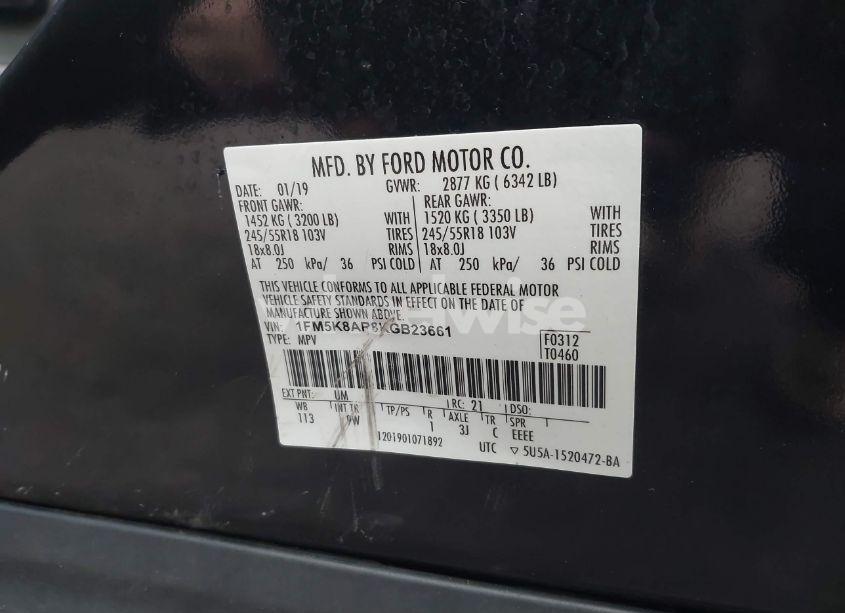 MFD. BY FORD MOTOR CO.
DATE: 01/19 GVWR: 2877 KG ( 6342 LB)
FRONT GAWR: REAR GAWR:
1452 KG ( 3200 LB) WITH 1520 KG ( 3350 LB) WITH
245/55R18 103V TIRES 245/55R18 103V TIRES
18x8.0J RIMS 18x8.0J RIMS
AT 250 kPa/ 36 PSI COLD AT 250 kPa/ 36 PSI COLD
THIS VEHICLE CONFORMS TO ALL APPLICABLE FEDERAL MOTOR
VEHICLE SAFETY STANDARDS IN EFFECT ON THE DATE OF
MANUFACTURE SHOWN ABOVE.
VIN: F0312
TYPE: MPV T0460
EXT PNT: UM RC: 21 DSO:
WB INT TR TP/PS R AXLE TR SPR
113 PW 1 3J C EEEE
1201901071892 UTC ▽ 5U5A-1520472-BA